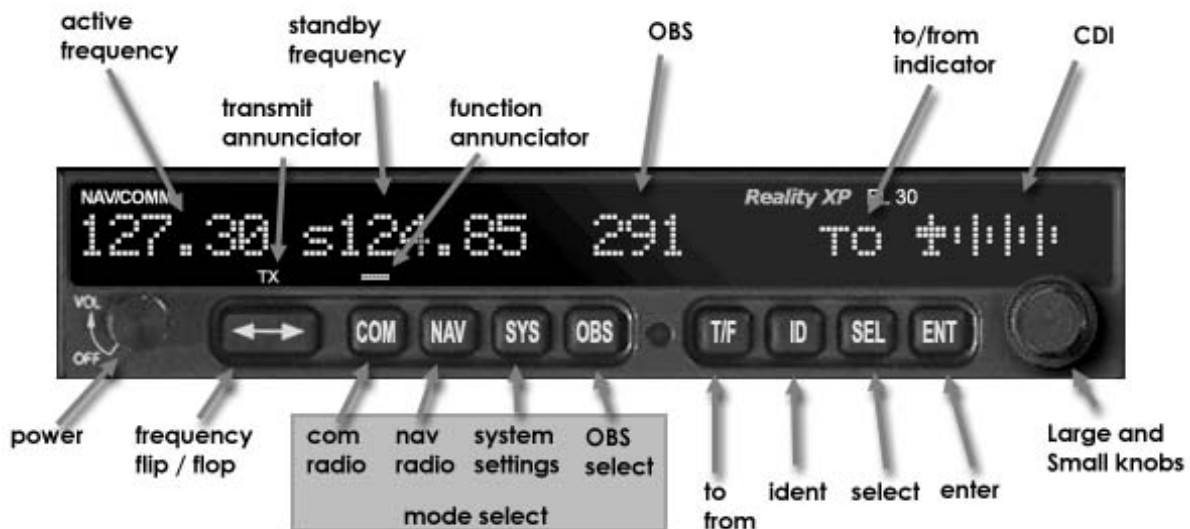 active
frequency
standby
frequency
OBS
to/from
indicator
CDI
transmit
annunciator
function
annunciator
NAV/COMM
Reality XP
30
127.30 s124.85 291 TO
TX
VOL
OFF
COM NAV SYS OBS T/F ID SEL ENT
power
frequency
flip / flop
com
radio
nav
radio
system
settings
OBS
select
mode select
to
from
ident
select
enter
Large and
Small knobs